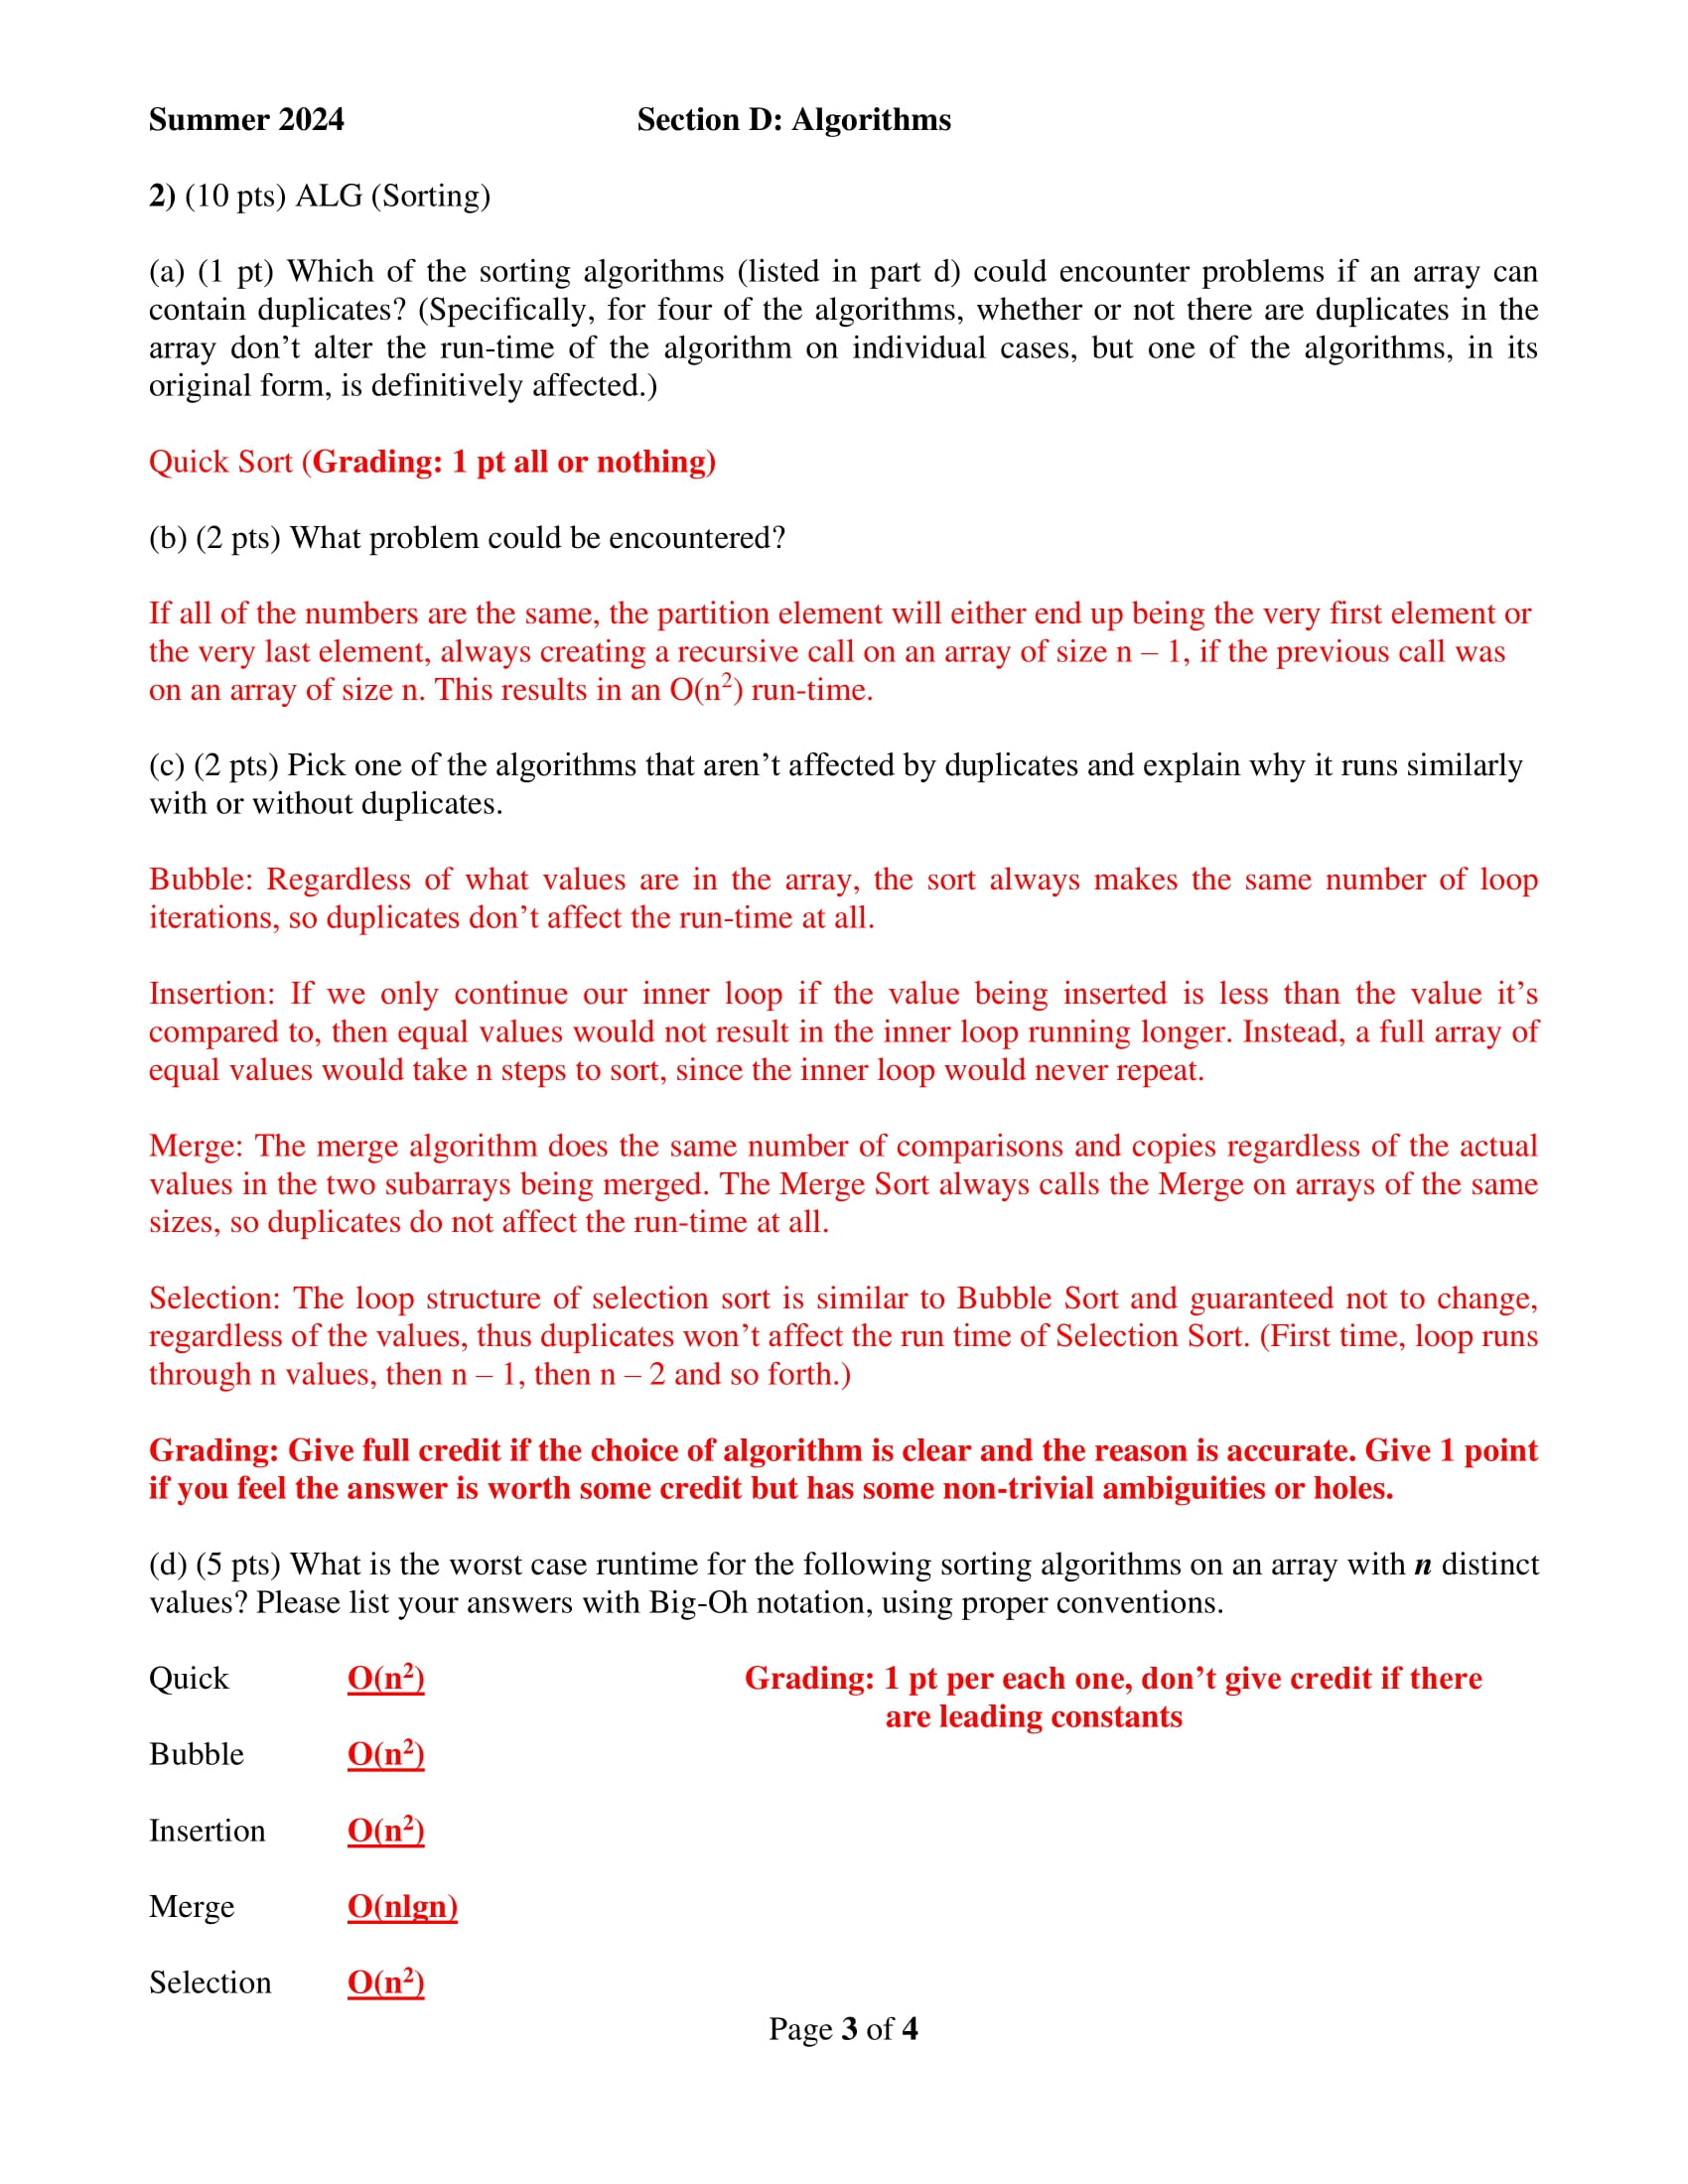 Summer 2024 Section D: Algorithms
2) (10 pts) ALG (Sorting)
(a) (1 pt) Which of the sorting algorithms (listed in part d) could encounter problems if an array can
contain duplicates? (Specifically, for four of the algorithms, whether or not there are duplicates in the
array don’t alter the run-time of the algorithm on individual cases, but one of the algorithms, in its
original form, is definitively affected.)
Quick Sort (Grading: 1 pt all or nothing)
(b) (2 pts) What problem could be encountered?
If all of the numbers are the same, the partition element will either end up being the very first element or
the very last element, always creating a recursive call on an array of size n – 1, if the previous call was
on an array of size n. This results in an O(n²) run-time.
(c) (2 pts) Pick one of the algorithms that aren’t affected by duplicates and explain why it runs similarly
with or without duplicates.
Bubble: Regardless of what values are in the array, the sort always makes the same number of loop
iterations, so duplicates don’t affect the run-time at all.
Insertion: If we only continue our inner loop if the value being inserted is less than the value it’s
compared to, then equal values would not result in the inner loop running longer. Instead, a full array of
equal values would take n steps to sort, since the inner loop would never repeat.
Merge: The merge algorithm does the same number of comparisons and copies regardless of the actual
values in the two subarrays being merged. The Merge Sort always calls the Merge on arrays of the same
sizes, so duplicates do not affect the run-time at all.
Selection: The loop structure of selection sort is similar to Bubble Sort and guaranteed not to change,
regardless of the values, thus duplicates won’t affect the run time of Selection Sort. (First time, loop runs
through n values, then n – 1, then n – 2 and so forth.)
Grading: Give full credit if the choice of algorithm is clear and the reason is accurate. Give 1 point
if you feel the answer is worth some credit but has some non-trivial ambiguities or holes.
(d) (5 pts) What is the worst case runtime for the following sorting algorithms on an array with n distinct
values? Please list your answers with Big-Oh notation, using proper conventions.
Quick O(n²) Grading: 1 pt per each one, don’t give credit if there
are leading constants
Bubble O(n²)
Insertion O(n²)
Merge O(nlgn)
Selection O(n²)
Page 3 of 4